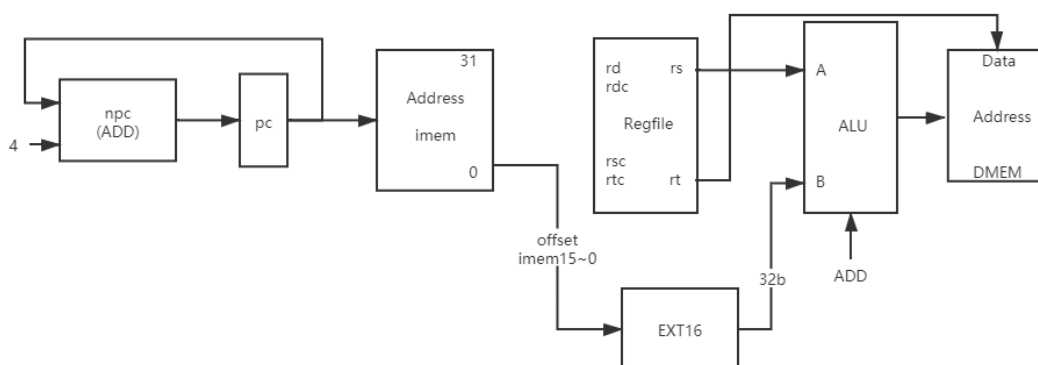 4
npc
(ADD)
pc
31
Address
imem
0
offset
imem15~0
rd
rs
rdc
Regfile
rsc
rtc
rt
EXT16
32b
A
ALU
B
ADD
Data
Address
DMEM